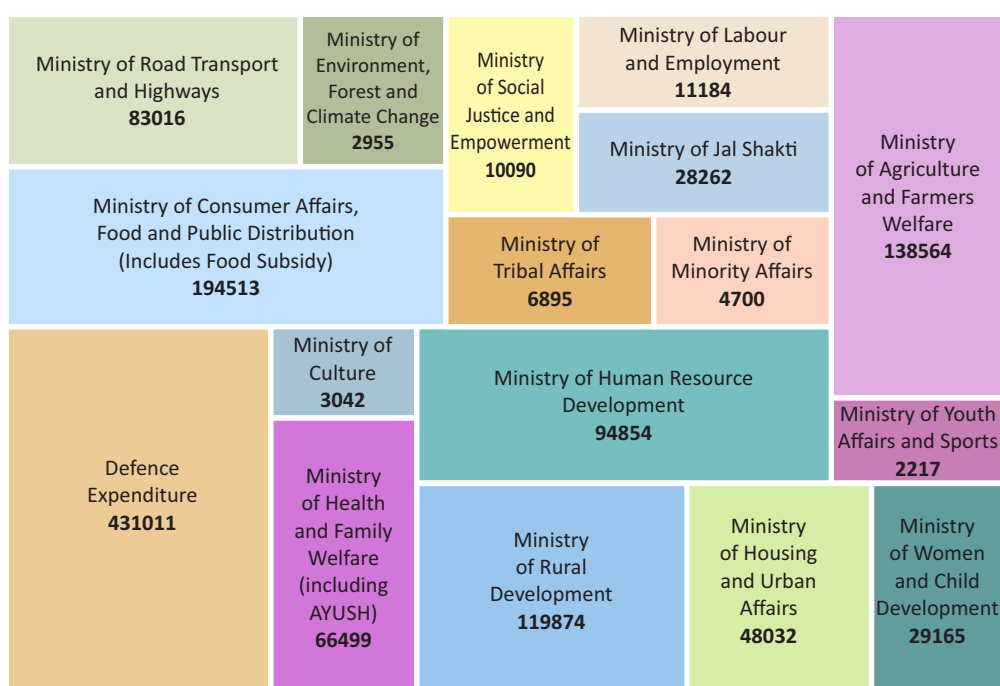 Ministry of Road Transport
and Highways
83016
Ministry of
Environment,
Forest and
Climate Change
2955
Ministry
of Social
Justice and
Empowerment
10090
Ministry of Labour
and Employment
11184
Ministry of Jal Shakti
28262
Ministry
of Agriculture
and Farmers
Welfare
138564
Ministry of Consumer Affairs,
Food and Public Distribution
(Includes Food Subsidy)
194513
Ministry of
Tribal Affairs
6895
Ministry of
Minority Affairs
4700
Defence
Expenditure
431011
Ministry of
Culture
3042
Ministry of Human Resource
Development
94854
Ministry of Youth
Affairs and Sports
2217
Ministry
of Health
and Family
Welfare
(including
AYUSH)
66499
Ministry
of Rural
Development
119874
Ministry
of Housing
and Urban
Affairs
48032
Ministry
of Women
and Child
Development
29165